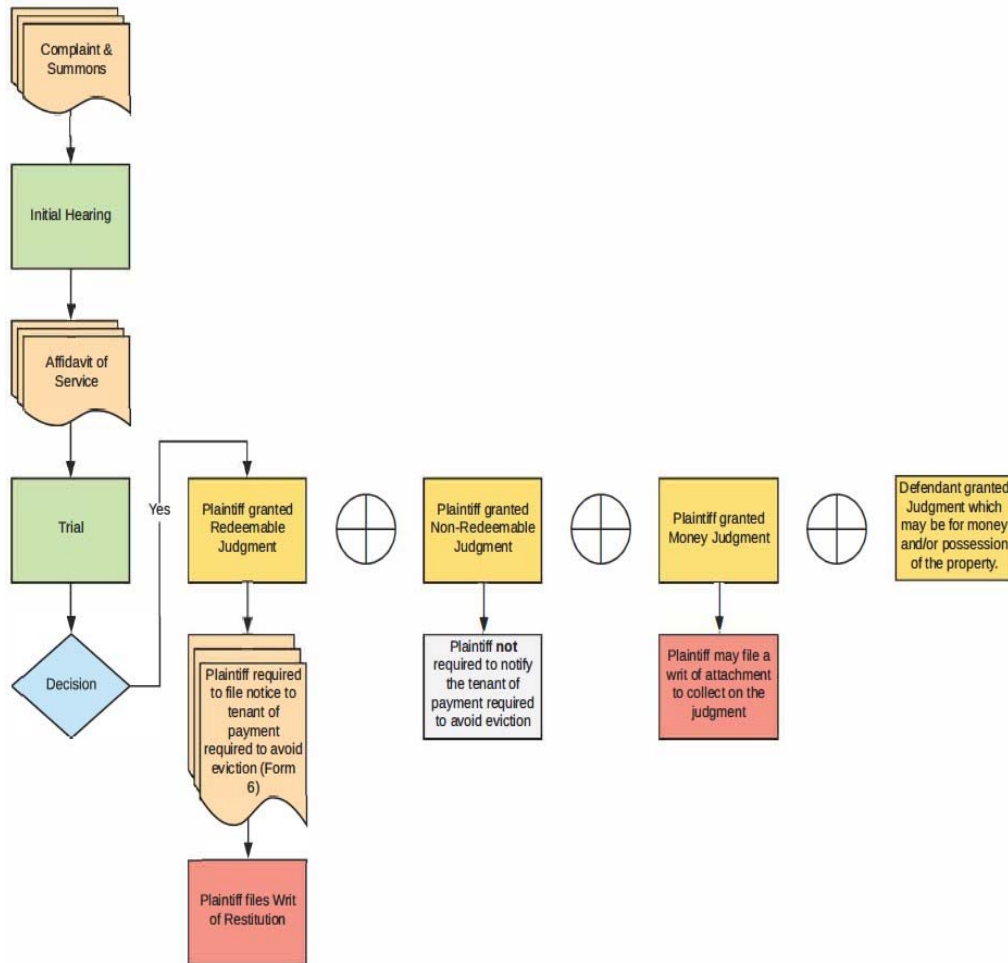 Complaint &
Summons
Initial Hearing
Affidavit of
Service
Trial
Decision
Yes
Plaintiff granted
Redeemable
Judgment
Plaintiff required
to file notice to
tenant of
payment
required to avoid
eviction (Form
6)
Plaintiff files Writ
of Restitution
Plaintiff granted
Non-Redeemable
Judgment
Plaintiff not
required to notify
the tenant of
payment required
to avoid eviction
Plaintiff granted
Money Judgment
Plaintiff may file a
writ of attachment
to collect on the
judgment
Defendant granted
Judgment which
may be for money
and/or possession
of the property.